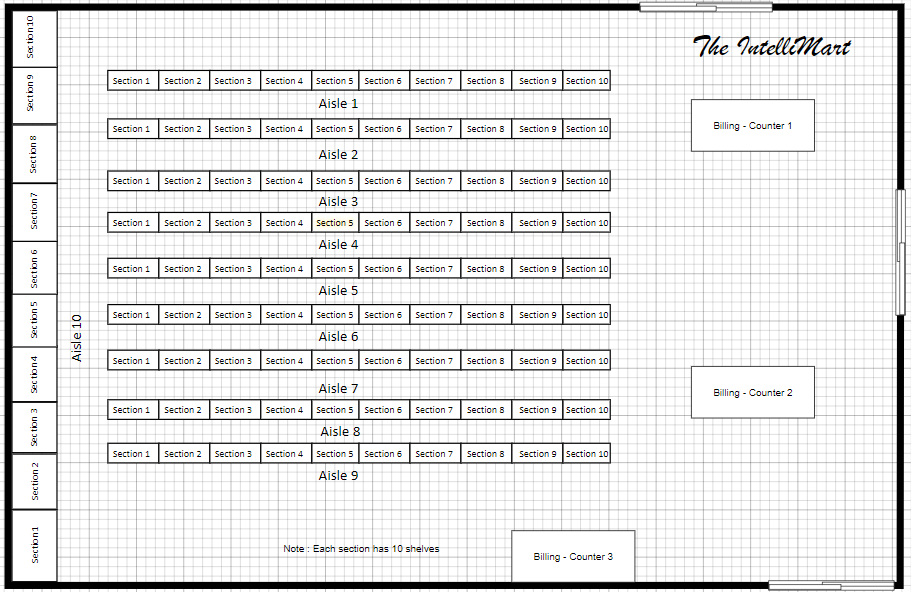 The IntelliMart
Section 10
Section 9
Section 8
Section 7
Section 6
Section 5
Section 4
Section 3
Section 2
Section1
Aisle 10
Section 1 Section 2 Section 3 Section 4 Section 5 Section 6 Section 7 Section 8 Section 9 Section 10
Aisle 1
Section 1 Section 2 Section 3 Section 4 Section 5 Section 6 Section 7 Section 8 Section 9 Section 10
Aisle 2
Section 1 Section 2 Section 3 Section 4 Section 5 Section 6 Section 7 Section 8 Section 9 Section 10
Aisle 3
Section 1 Section 2 Section 3 Section 4 Section 5 Section 6 Section 7 Section 8 Section 9 Section 10
Aisle 4
Section 1 Section 2 Section 3 Section 4 Section 5 Section 6 Section 7 Section 8 Section 9 Section 10
Aisle 5
Section 1 Section 2 Section 3 Section 4 Section 5 Section 6 Section 7 Section 8 Section 9 Section 10
Aisle 6
Section 1 Section 2 Section 3 Section 4 Section 5 Section 6 Section 7 Section 8 Section 9 Section 10
Aisle 7
Section 1 Section 2 Section 3 Section 4 Section 5 Section 6 Section 7 Section 8 Section 9 Section 10
Aisle 8
Section 1 Section 2 Section 3 Section 4 Section 5 Section 6 Section 7 Section 8 Section 9 Section 10
Aisle 9
Billing - Counter 1
Billing - Counter 2
Note : Each section has 10 shelves
Billing - Counter 3